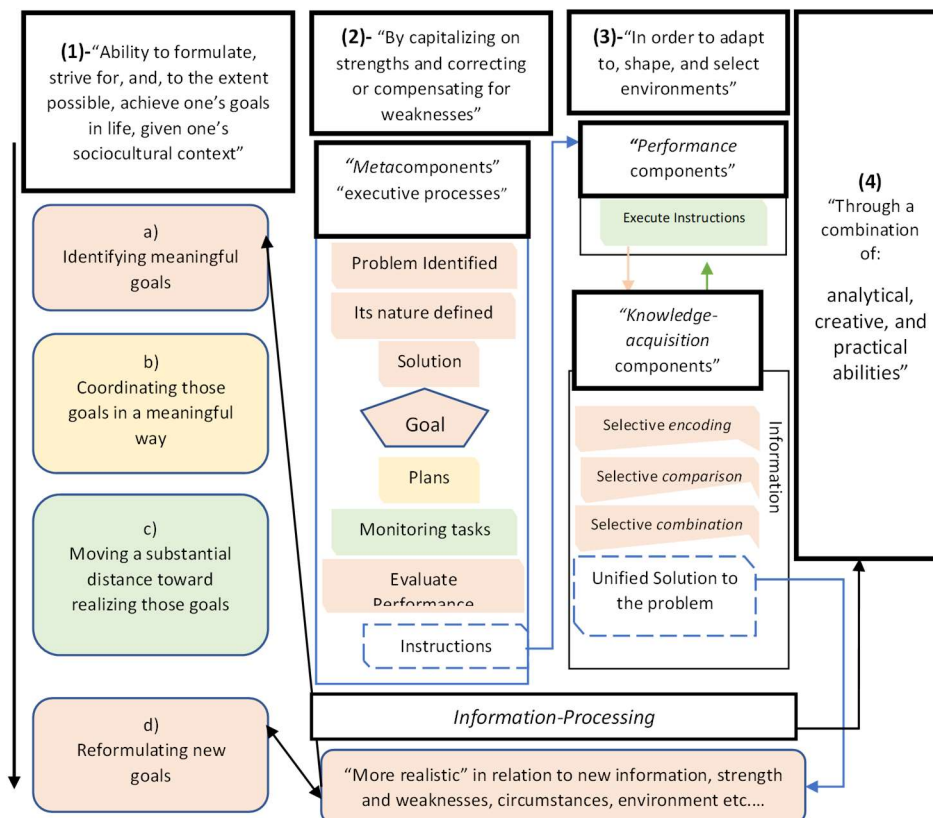 (1)-“Ability to formulate,
strive for, and, to the extent
possible, achieve one’s goals
in life, given one’s
sociocultural context”
a)
Identifying meaningful
goals
b)
Coordinating those
goals in a meaningful
way
c)
Moving a substantial
distance toward
realizing those goals
d)
Reformulating new
goals
(2)- “By capitalizing on
strengths and correcting
or compensating for
weaknesses”
“Metacomponents”
“executive processes”
Problem Identified
Its nature defined
Solution
Goal
Plans
Monitoring tasks
Evaluate
Performance
Instructions
(3)-“In order to adapt
to, shape, and select
environments”
“Performance
components”
Execute Instructions
“Knowledge-
acquisition
components”
Information
Selective encoding
Selective comparison
Selective combination
Unified Solution to
the problem
(4)
“Through a
combination
of:
analytical,
creative, and
practical
abilities”
Information-Processing
“More realistic” in relation to new information, strength
and weaknesses, circumstances, environment etc.…